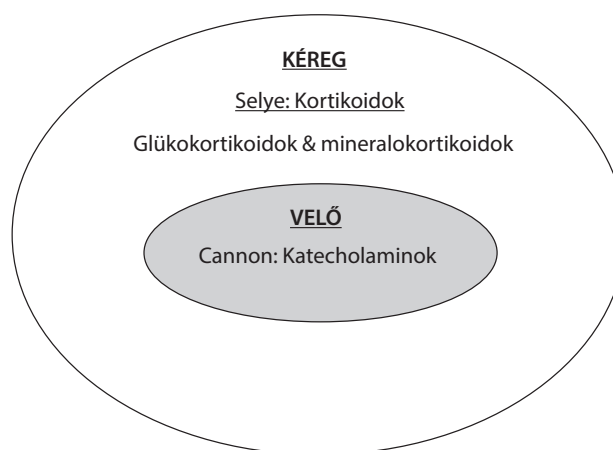 KÉREG
Selye: Kortikoidok
Glükokortikoidok & mineralokortikoidok
VELŐ
Cannon: Katecholaminok